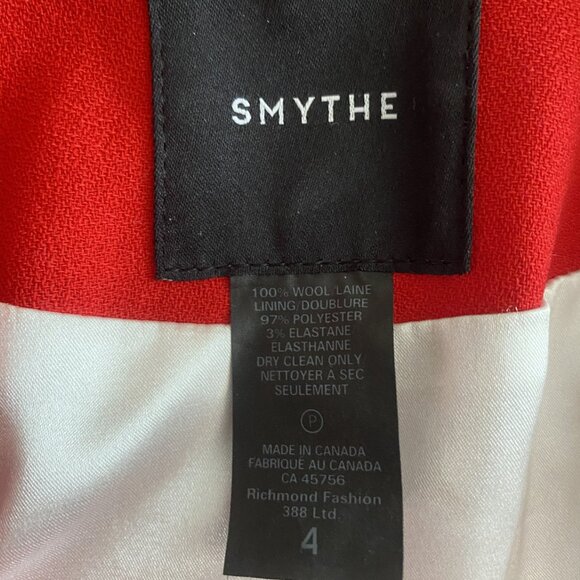 SMYTHE
100% WOOL LAINE
LINING/DOUBLURE
97% POLYESTER
3% ELASTANE
ELASTHANNE
DRY CLEAN ONLY
NETTOYER A SEC
SEULEMENT
P
MADE IN CANADA
FABRIQUÉ AU CANADA
CA 45756
Richmond Fashion
388 Ltd.
4